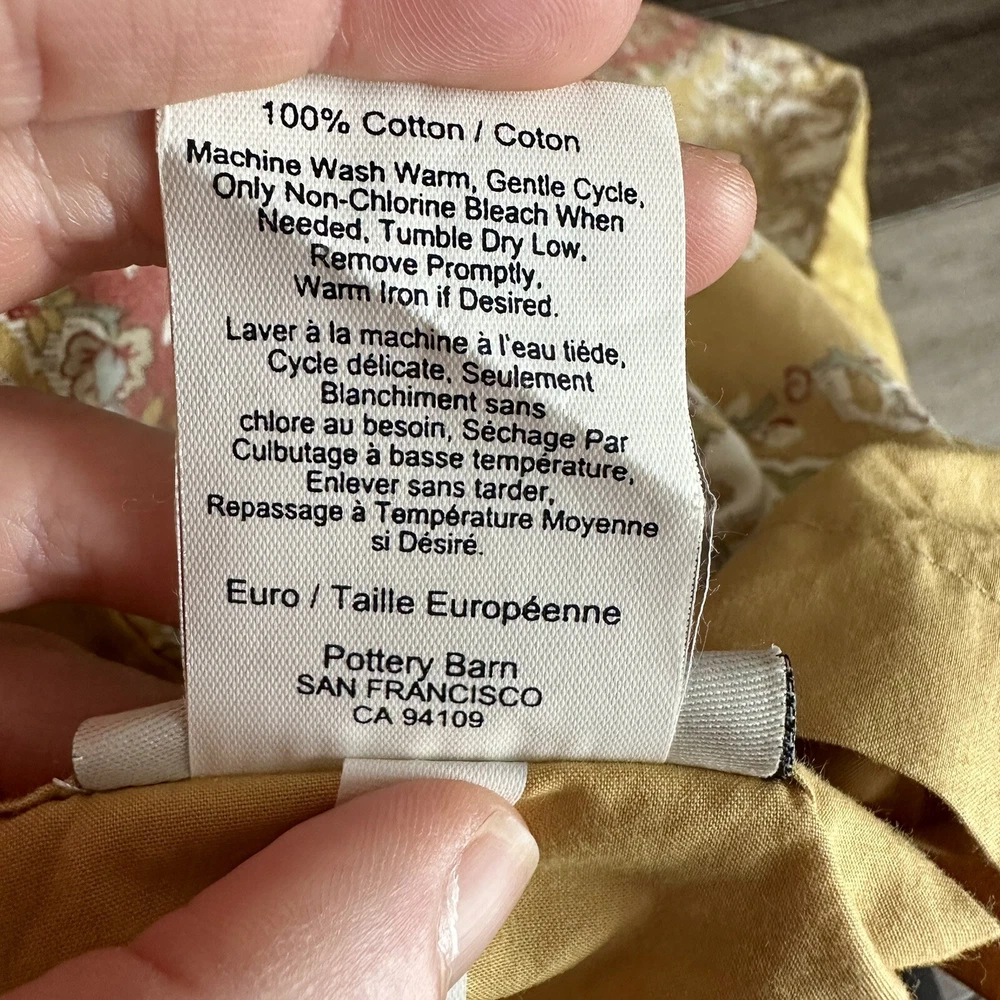 100% Cotton / Coton
Machine Wash Warm, Gentle Cycle,
Only Non-Chlorine Bleach When
Needed, Tumble Dry Low,
Remove Promptly,
Warm Iron if Desired.
Laver à la machine à l'eau tiéde,
Cycle délicate, Seulement
Blanchiment sans
chlore au besoin, Séchage Par
Culbutage à basse température,
Enlever sans tarder,
Repassage à Température Moyenne
si Désiré.
Euro / Taille Européenne
Pottery Barn
SAN FRANCISCO
CA 94109